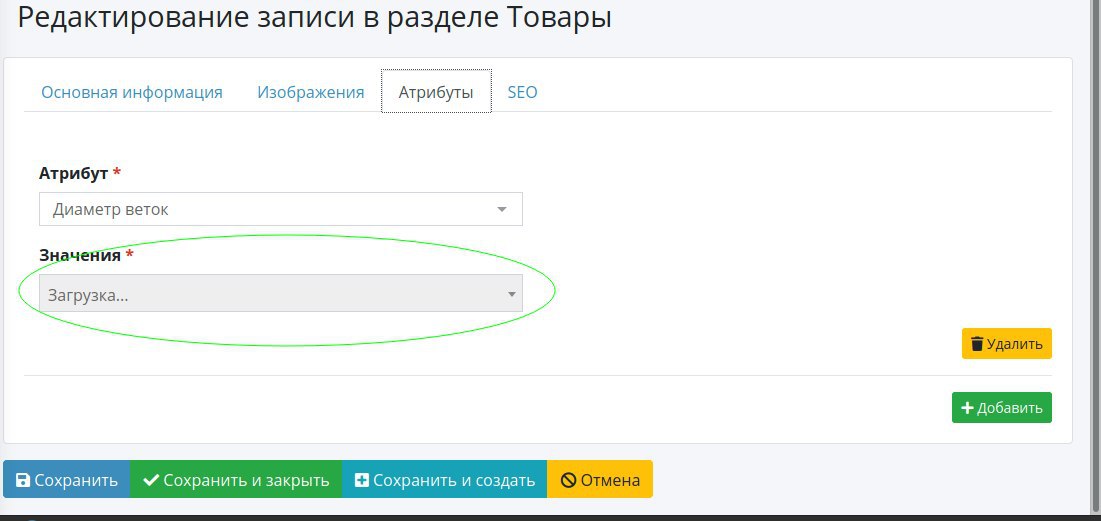 Редактирование записи в разделе Товары
Основная информация Изображения Атрибуты SEO
Атрибут *
Диаметр веток
Значения *
Загрузка...
Удалить
Добавить
Сохранить Сохранить и закрыть Сохранить и создать Отмена